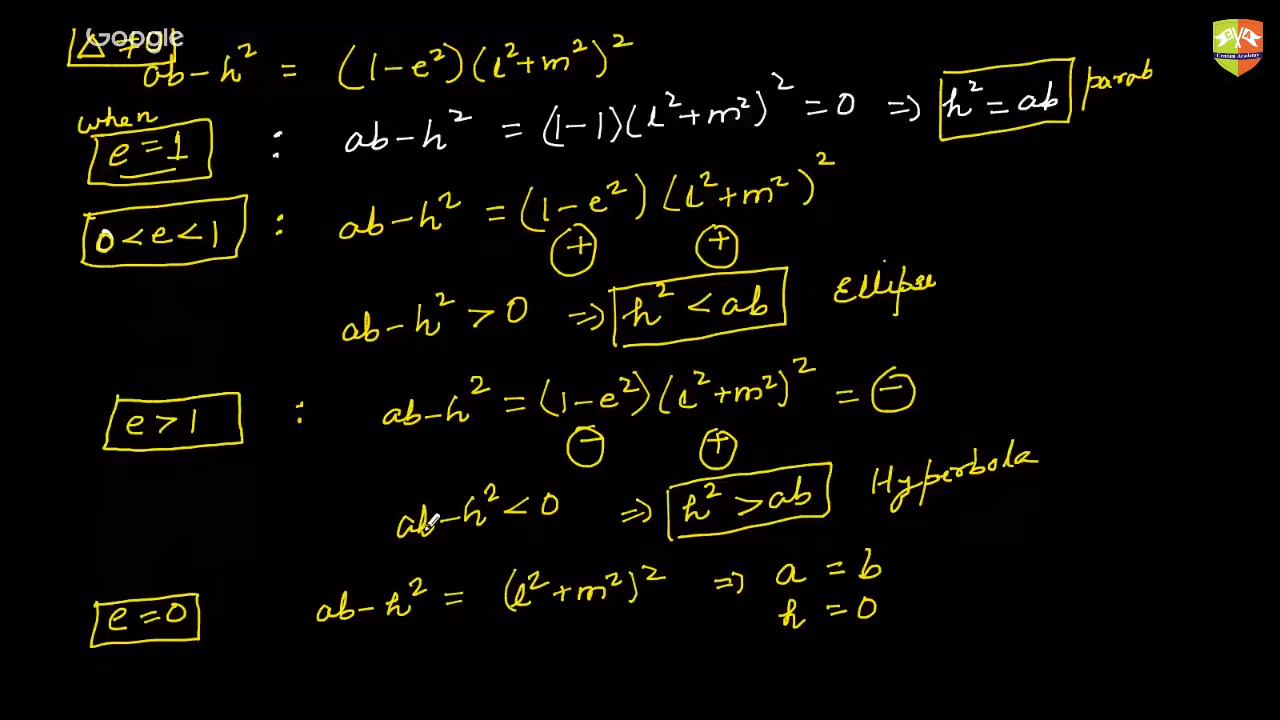 Google
Δ ≠ 0
ab - h² = (1 - e²)(l² + m²)²
when
e = 1 : ab - h² = (1 - 1)(l² + m²)² = 0 ⇒ h² = ab parab
0 < e < 1 : ab - h² = (1 - e²)(l² + m²)²
+ +
ab - h² > 0 ⇒ h² < ab Ellipse
e > 1 : ab - h² = (1 - e²)(l² + m²)² = -
- +
ab - h² < 0 ⇒ h² > ab Hyperbola
e = 0 ab - h² = (l² + m²)² ⇒ a = b
h = 0